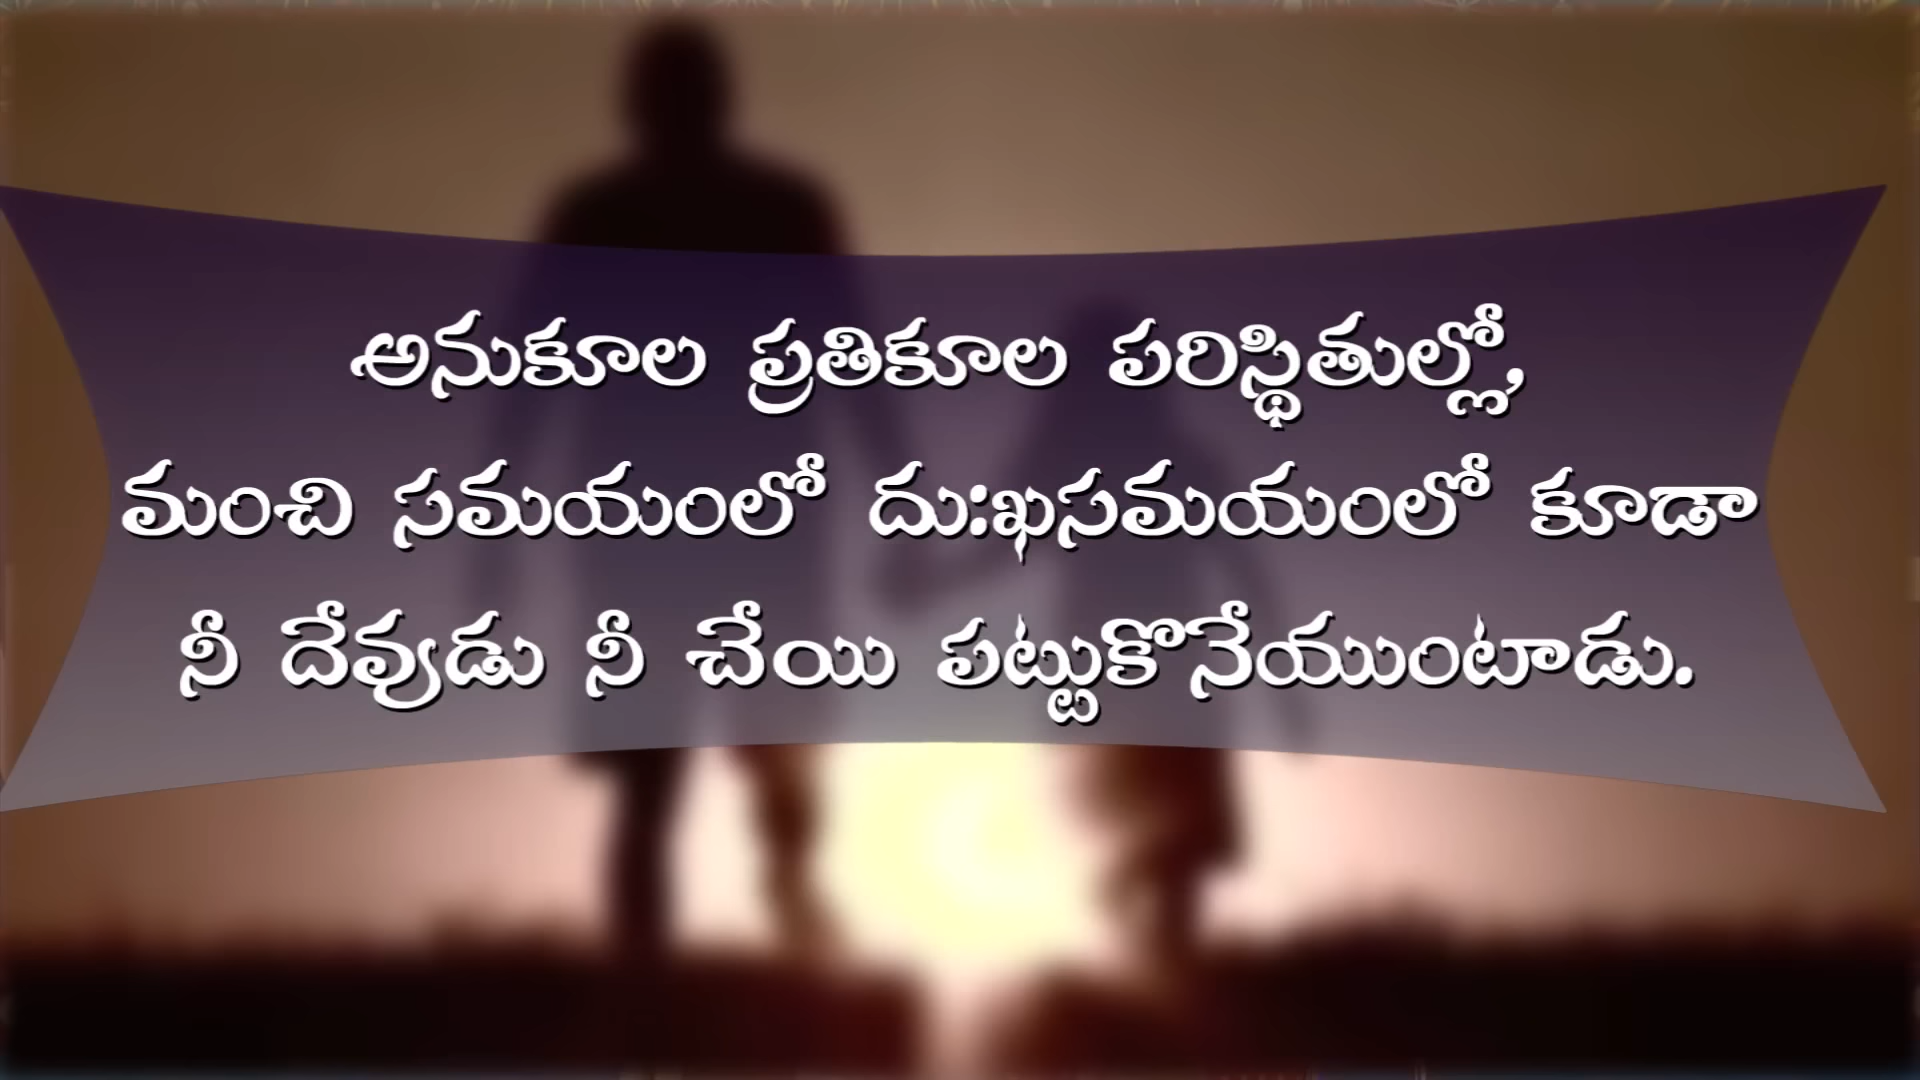 అనుకూల ప్రతికూల పరిస్థితుల్లో,
మంచి సమయంలో దు:ఖసమయంలో కూడా
నీ దేవుడు నీ చేయి పట్టుకొనేయుంటాడు.